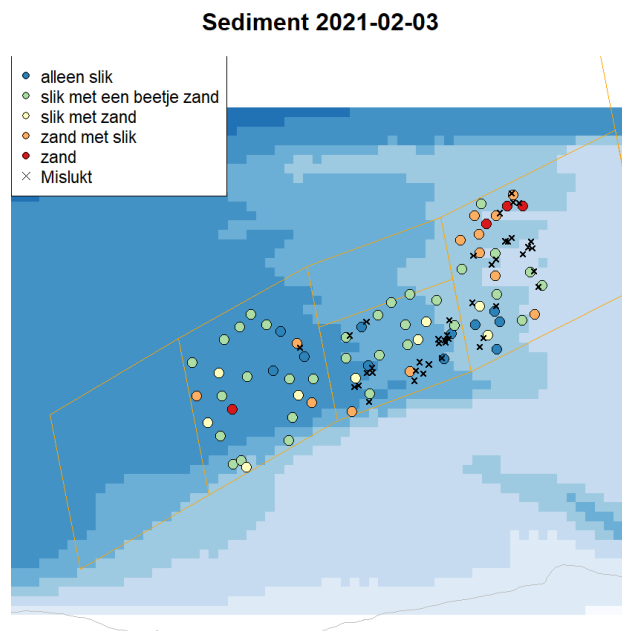 Sediment 2021-02-03
alleen slik
slik met een beetje zand
slik met zand
zand met slik
zand
Mislukt